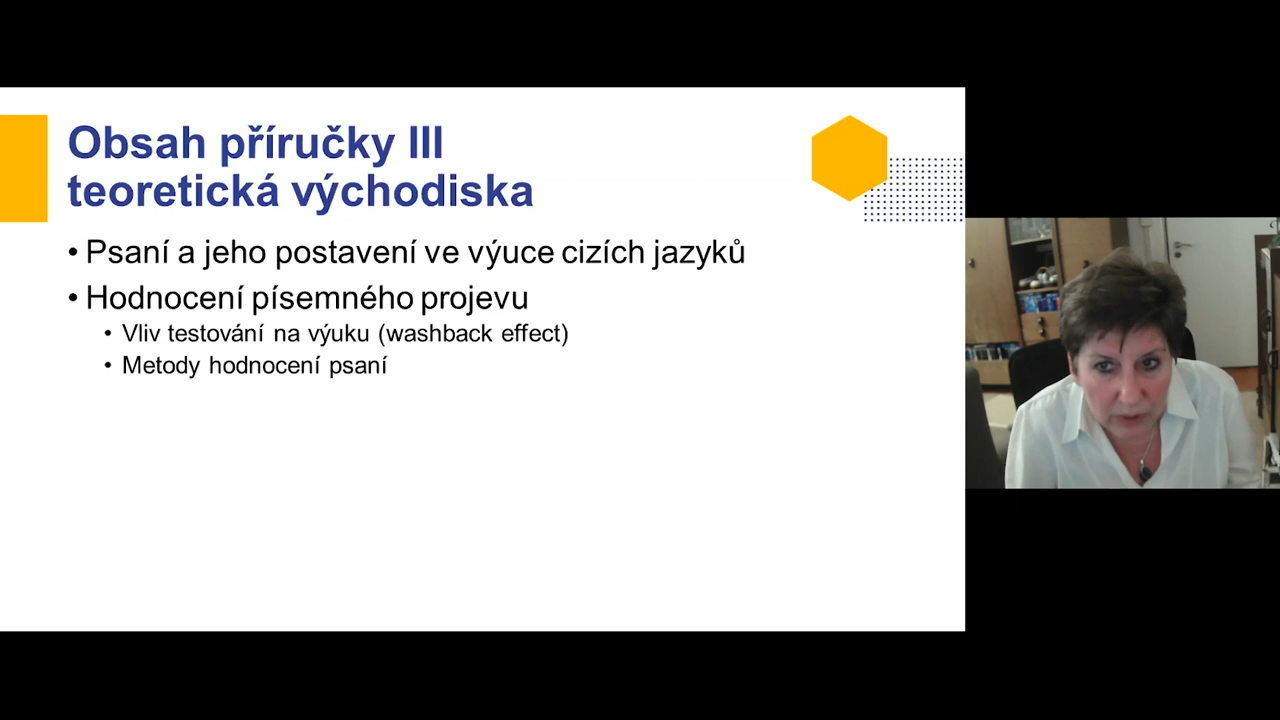 Obsah příručky III
teoretická východiska
• Psaní a jeho postavení ve výuce cizích jazyků
• Hodnocení písemného projevu
• Vliv testování na výuku (washback effect)
• Metody hodnocení psaní